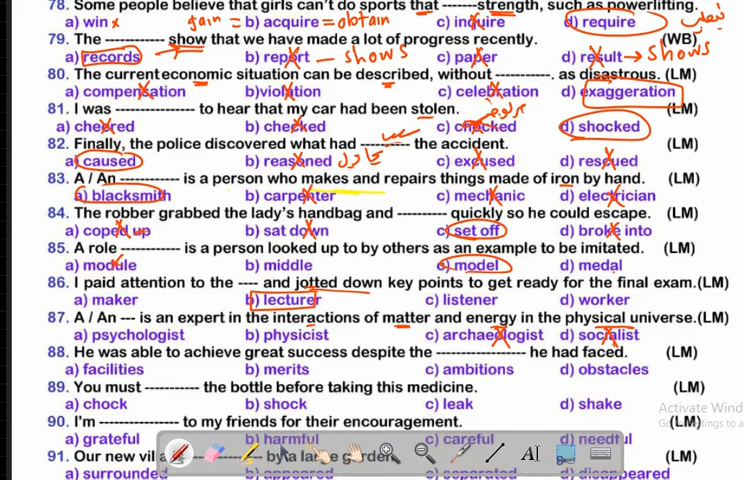 78. Some people believe that girls can't do sports that ---------strength, such as powerlifting.
a) win gain = b) acquire = obtain c) inquire d) require يتطلب
79. The ------------ show that we have made a lot of progress recently. (WB)
a) records b) report - shows c) paper d) result → shows
80. The current economic situation can be described, without -----------. as disastrous. (LM)
a) compensation b)violation c) celebration d) exaggeration
81. I was ---------------- to hear that my car had been stolen. (LM)
a) cheered b) checked c) chocked d) shocked
82. Finally, the police discovered what had ---------- the accident. (LM)
a) caused b) reasoned c) excused d) rescued
83. A / An ------------ is a person who makes and repairs things made of iron by hand. (LM)
a) blacksmith b) carpenter c) mechanic d) electrician
84. The robber grabbed the lady's handbag and ---------- quickly so he could escape. (LM)
a) coped up b) sat down c) set off d) broke into
85. A role ------------ is a person looked up to by others as an example to be imitated. (LM)
a) module b) middle c) model d) medal
86. I paid attention to the ---- and jotted down key points to get ready for the final exam.(LM)
a) maker b) lecturer c) listener d) worker
87. A / An --- is an expert in the interactions of matter and energy in the physical universe.(LM)
a) psychologist b) physicist c) archaeologist d) socialist
88. He was able to achieve great success despite the ------------------ he had faced. (LM)
a) facilities b) merits c) ambitions d) obstacles
89. You must ----------- the bottle before taking this medicine. (LM)
a) chock b) shock c) leak d) shake
90. I'm ---------------- to my friends for their encouragement. (LM)
a) grateful b) harmful c) careful d) needful
Activate Wind
91. Our new by a large garden
a) surrounded b) appeared c) separated d) disappeared